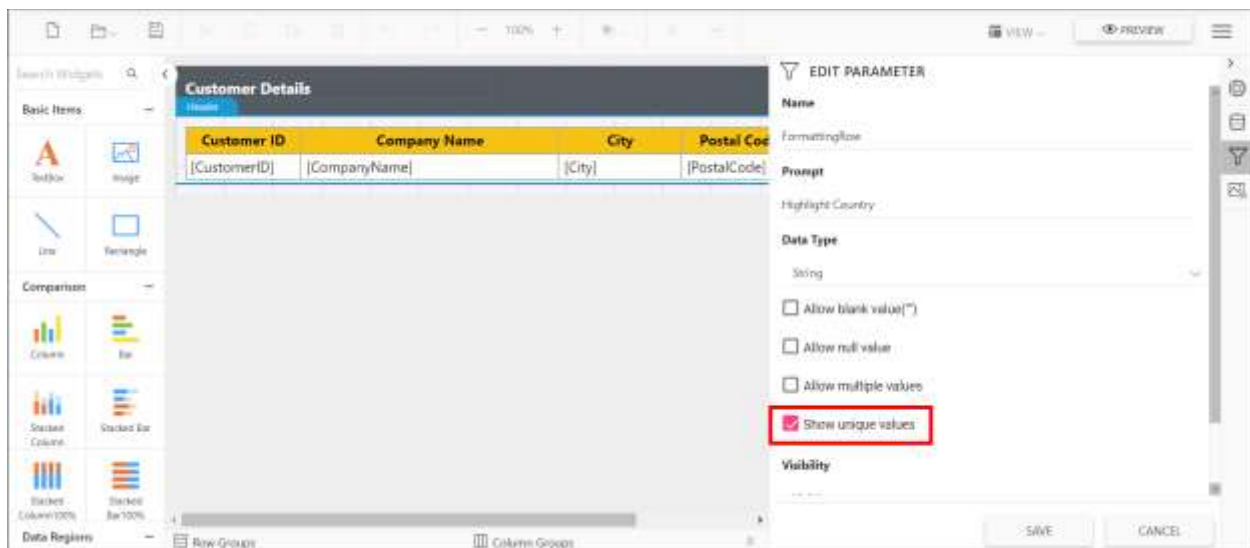 100%
VIEW
PREVIEW
Search Widgets
Basic Items
TextBox
Image
Line
Rectangle
Comparison
Column
Bar
Stacked Column
Stacked Bar
Stacked Column100%
Stacked Bar100%
Data Regions
Customer Details
Header
Customer ID Company Name City Postal Cod
[CustomerID] [CompanyName] [City] [PostalCode]
Row Groups Column Groups
EDIT PARAMETER
Name
FormattingRow
Prompt
Highlight Country
Data Type
String
Allow blank value("")
Allow null value
Allow multiple values
Show unique values
Visibility
SAVE CANCEL